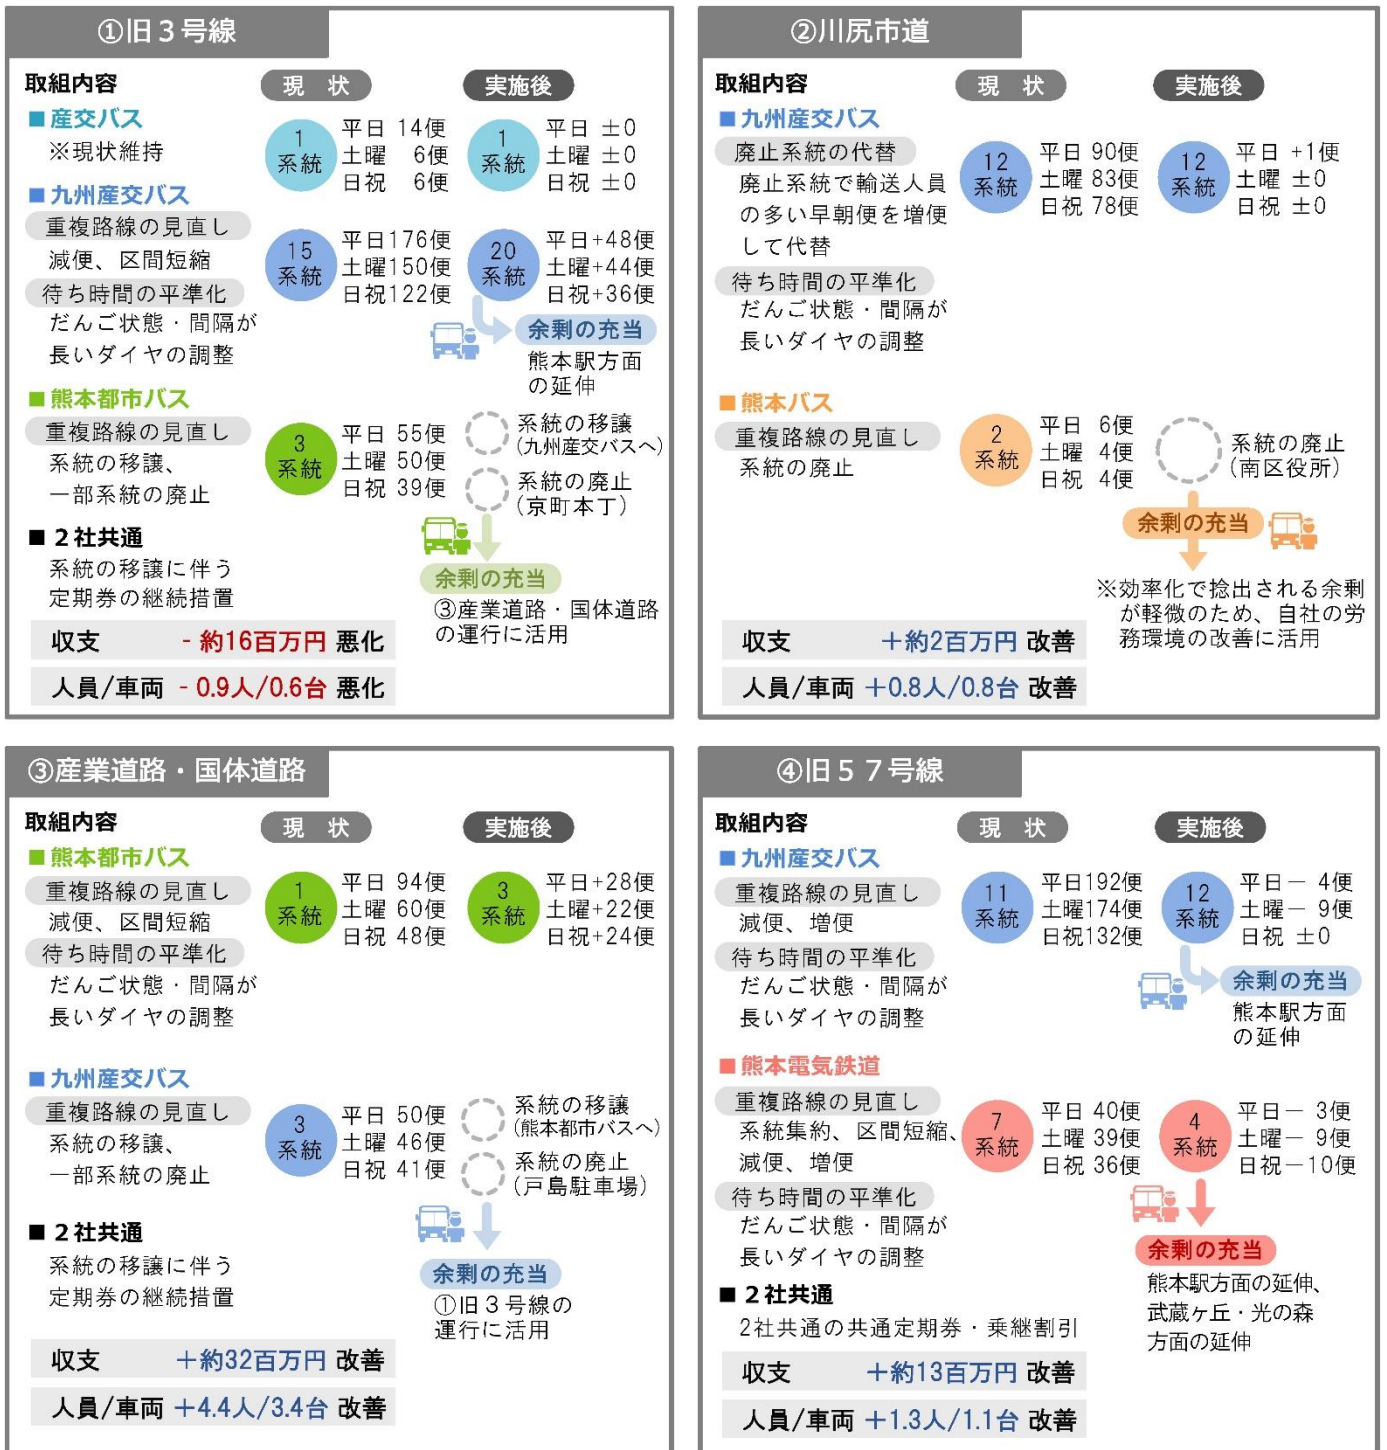 ①旧３号線
取組内容
現 状
実施後
■産交バス
※現状維持
1
系統
平日 14便
土曜 6便
日祝 6便
1
系統
平日 ±0
土曜 ±0
日祝 ±0
■九州産交バス
重複路線の見直し
減便、区間短縮
待ち時間の平準化
だんご状態・間隔が
長いダイヤの調整
15
系統
平日176便
土曜150便
日祝122便
20
系統
平日+48便
土曜+44便
日祝+36便
余剰の充当
熊本駅方面
の延伸
■熊本都市バス
重複路線の見直し
系統の移譲、
一部系統の廃止
3
系統
平日 55便
土曜 50便
日祝 39便
系統の移譲
(九州産交バスへ)
系統の廃止
(京町本丁)
余剰の充当
③産業道路・国体道路
の運行に活用
■２社共通
系統の移譲に伴う
定期券の継続措置
収支 - 約16百万円 悪化
人員/車両 - 0.9人/0.6台 悪化
②川尻市道
取組内容
現 状
実施後
■九州産交バス
廃止系統の代替
廃止系統で輸送人員
の多い早朝便を増便
して代替
待ち時間の平準化
だんご状態・間隔が
長いダイヤの調整
12
系統
平日 90便
土曜 83便
日祝 78便
12
系統
平日 +1便
土曜 ±0
日祝 ±0
■熊本バス
重複路線の見直し
系統の廃止
2
系統
平日 6便
土曜 4便
日祝 4便
系統の廃止
(南区役所)
余剰の充当
※効率化で捻出される余剰
が軽微のため、自社の労
務環境の改善に活用
収支 +約2百万円 改善
人員/車両 +0.8人/0.8台 改善
③産業道路・国体道路
取組内容
現 状
実施後
■熊本都市バス
重複路線の見直し
減便、区間短縮
待ち時間の平準化
だんご状態・間隔が
長いダイヤの調整
1
系統
平日 94便
土曜 60便
日祝 48便
3
系統
平日+28便
土曜+22便
日祝+24便
■九州産交バス
重複路線の見直し
系統の移譲、
一部系統の廃止
3
系統
平日 50便
土曜 46便
日祝 41便
系統の移譲
(熊本都市バスへ)
系統の廃止
(戸島駐車場)
余剰の充当
①旧３号線の
運行に活用
■２社共通
系統の移譲に伴う
定期券の継続措置
収支 +約32百万円 改善
人員/車両 +4.4人/3.4台 改善
④旧５７号線
取組内容
現 状
実施後
■九州産交バス
重複路線の見直し
減便、増便
待ち時間の平準化
だんご状態・間隔が
長いダイヤの調整
11
系統
平日192便
土曜174便
日祝132便
12
系統
平日－ 4便
土曜－ 9便
日祝 ±0
余剰の充当
熊本駅方面
の延伸
■熊本電気鉄道
重複路線の見直し
系統集約、区間短縮、
減便、増便
待ち時間の平準化
だんご状態・間隔が
長いダイヤの調整
7
系統
平日 40便
土曜 39便
日祝 36便
4
系統
平日－ 3便
土曜－ 9便
日祝－10便
余剰の充当
熊本駅方面の延伸、
武蔵ヶ丘・光の森
方面の延伸
■２社共通
2社共通の共通定期券・乗継割引
収支 +約13百万円 改善
人員/車両 +1.3人/1.1台 改善